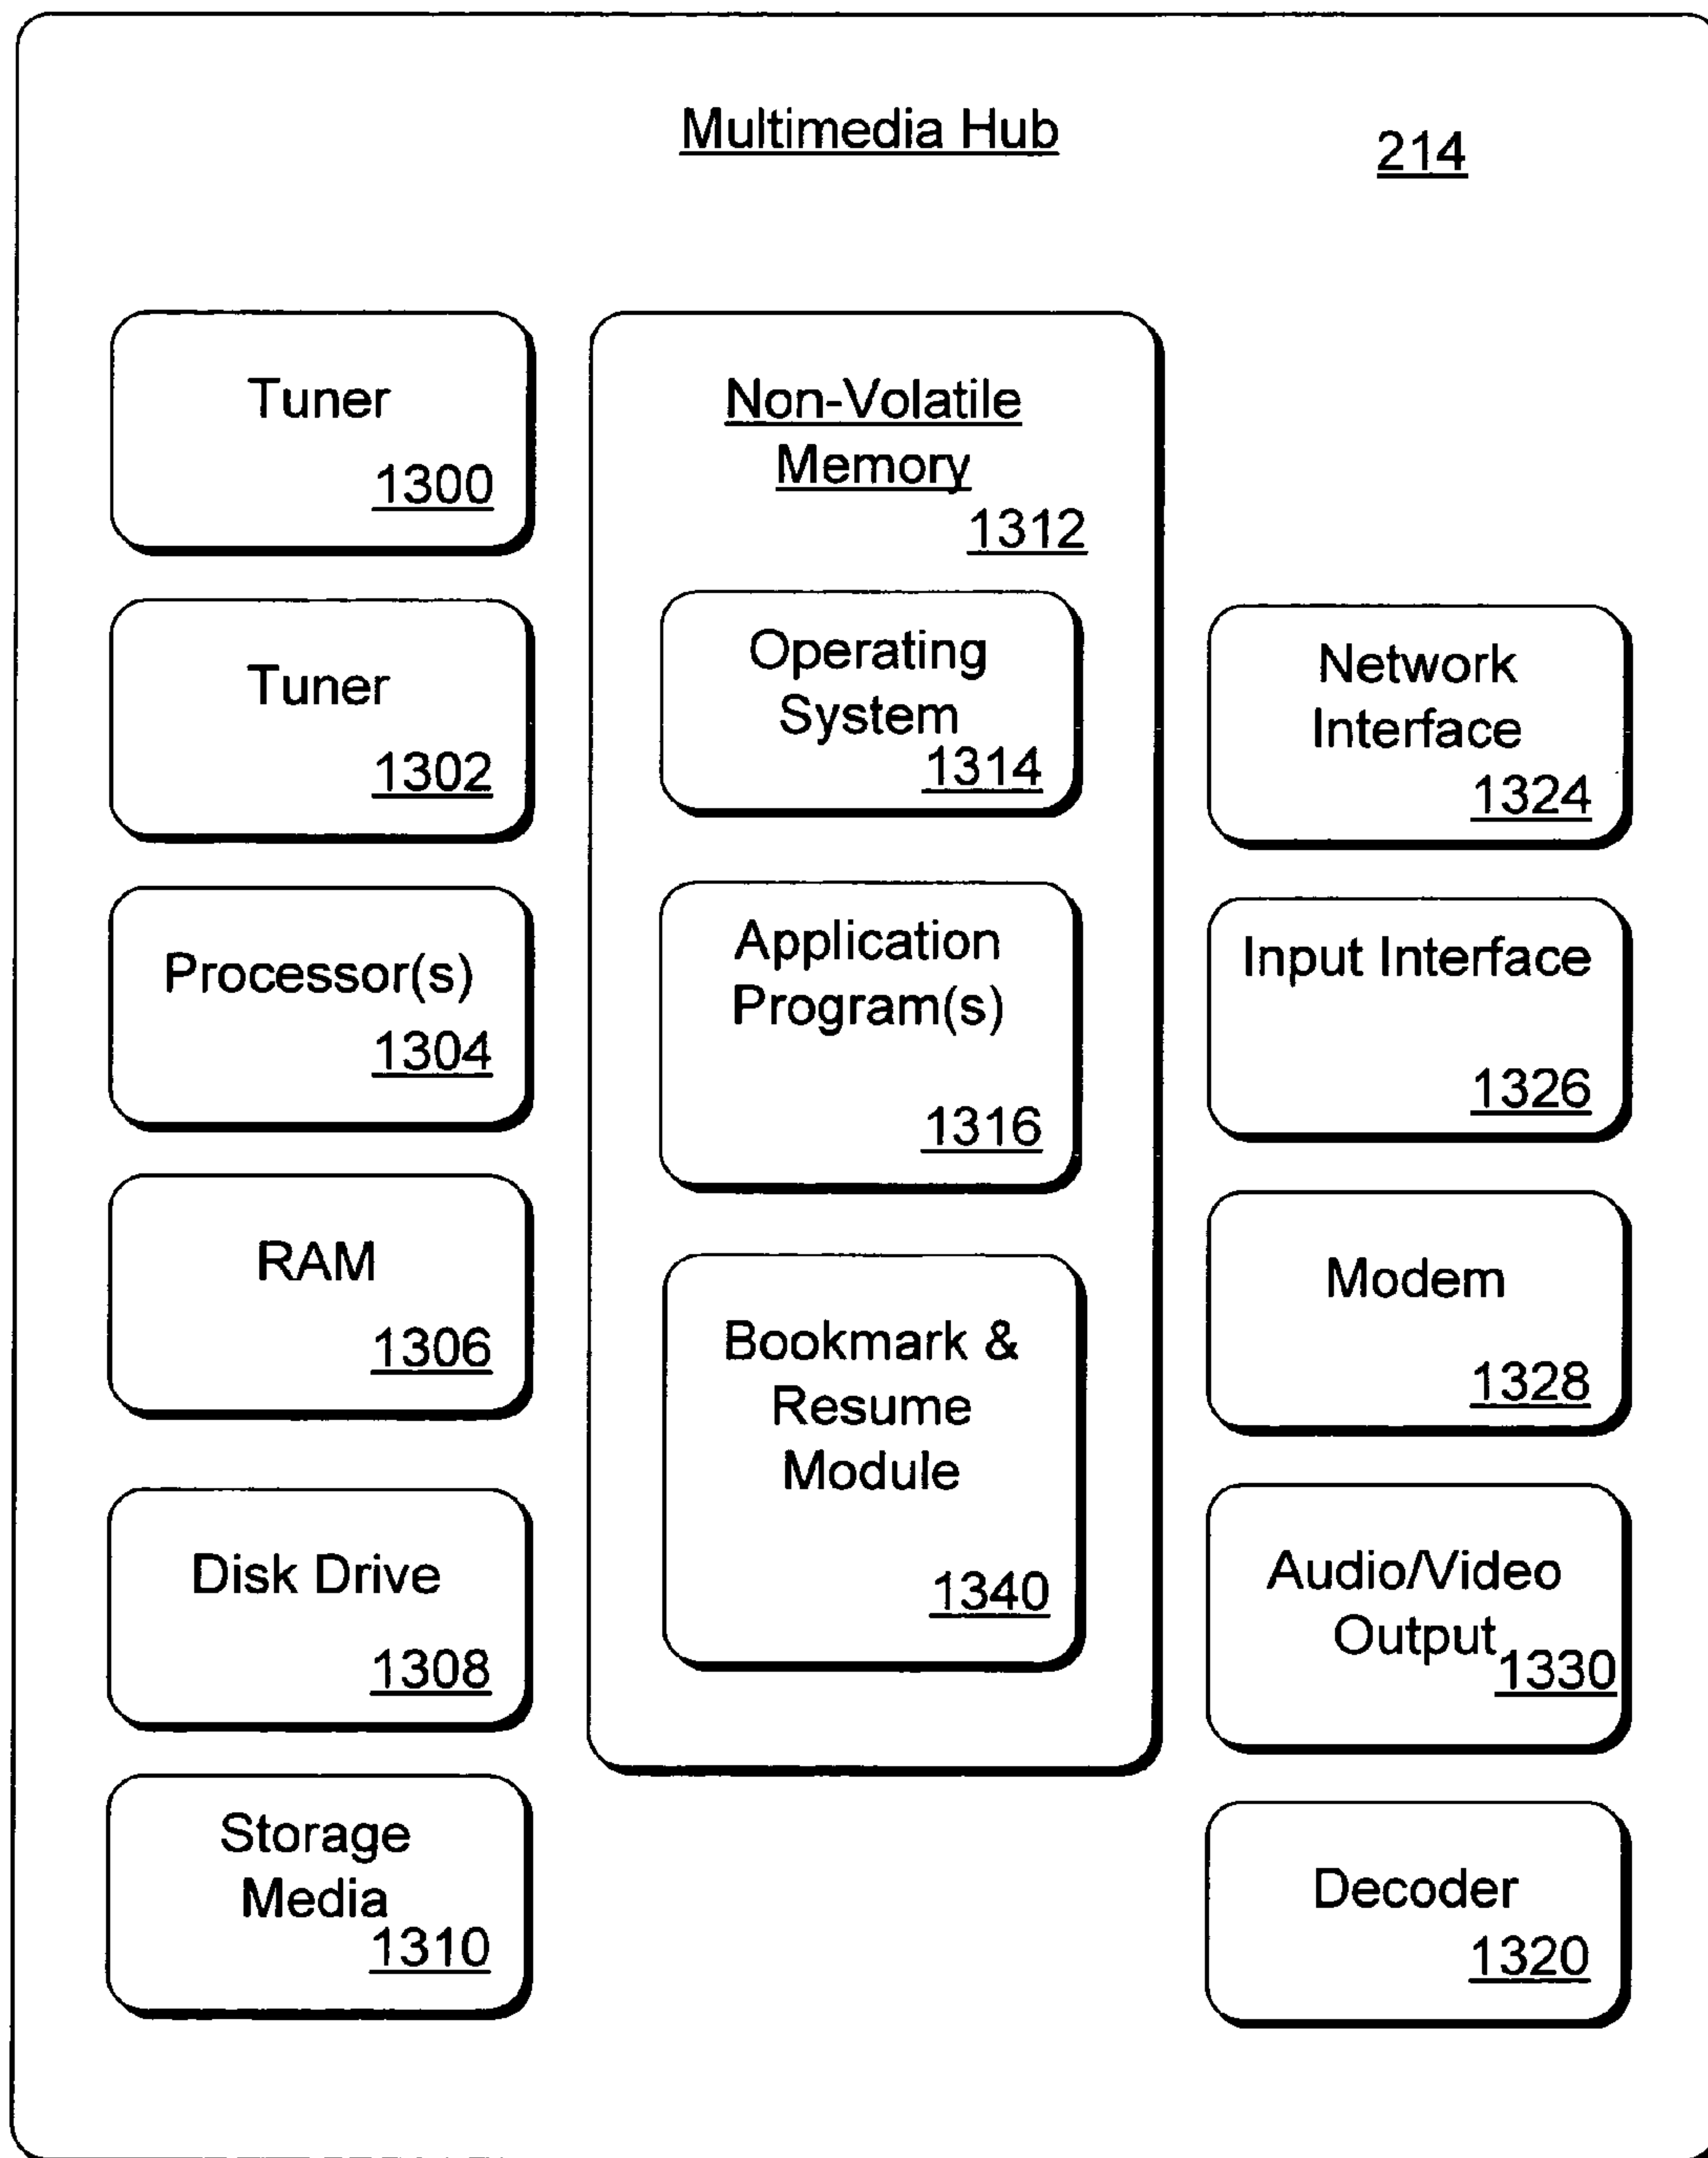 Multimedia Hub
214
Tuner
1300
Tuner
1302
Processor(s)
1304
RAM
1306
Disk Drive
1308
Storage
Media
1310
Non-Volatile
Memory
1312
Operating
System
1314
Application
Program(s)
1316
Bookmark &
Resume
Module
1340
Network
Interface
1324
Input Interface
1326
Modem
1328
Audio/Video
Output
1330
Decoder
1320